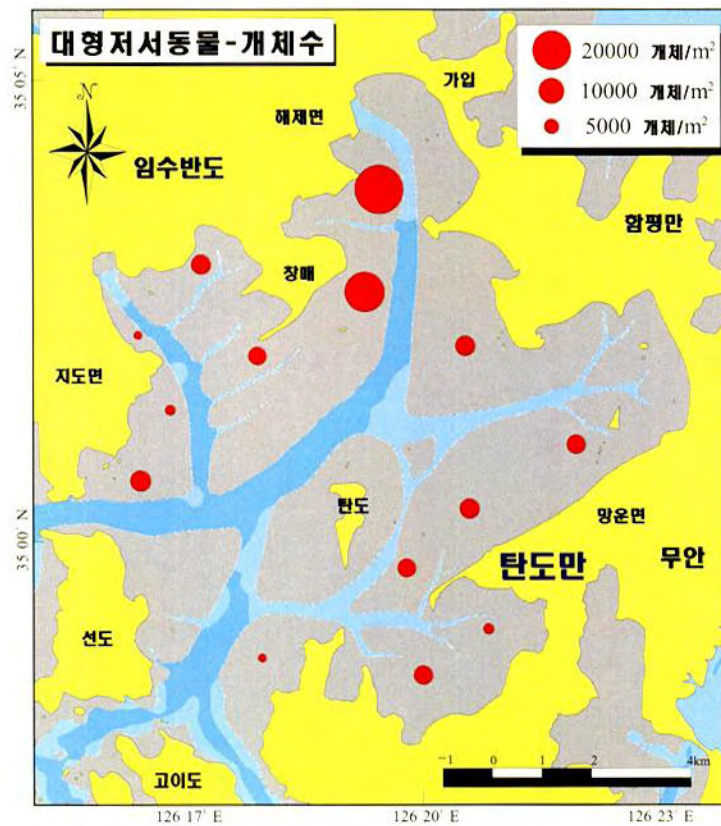 대형저서동물-개체수
20000 개체/m²
10000 개체/m²
5000 개체/m²
35 05' N
N
가입
해제면
임수반도
함평만
장매
지도면
탄도
35 00' N
망운면
탄도만
무안
선도
고이도
-1 0 1 2 4km
126 17' E
126 20' E
126 23' E